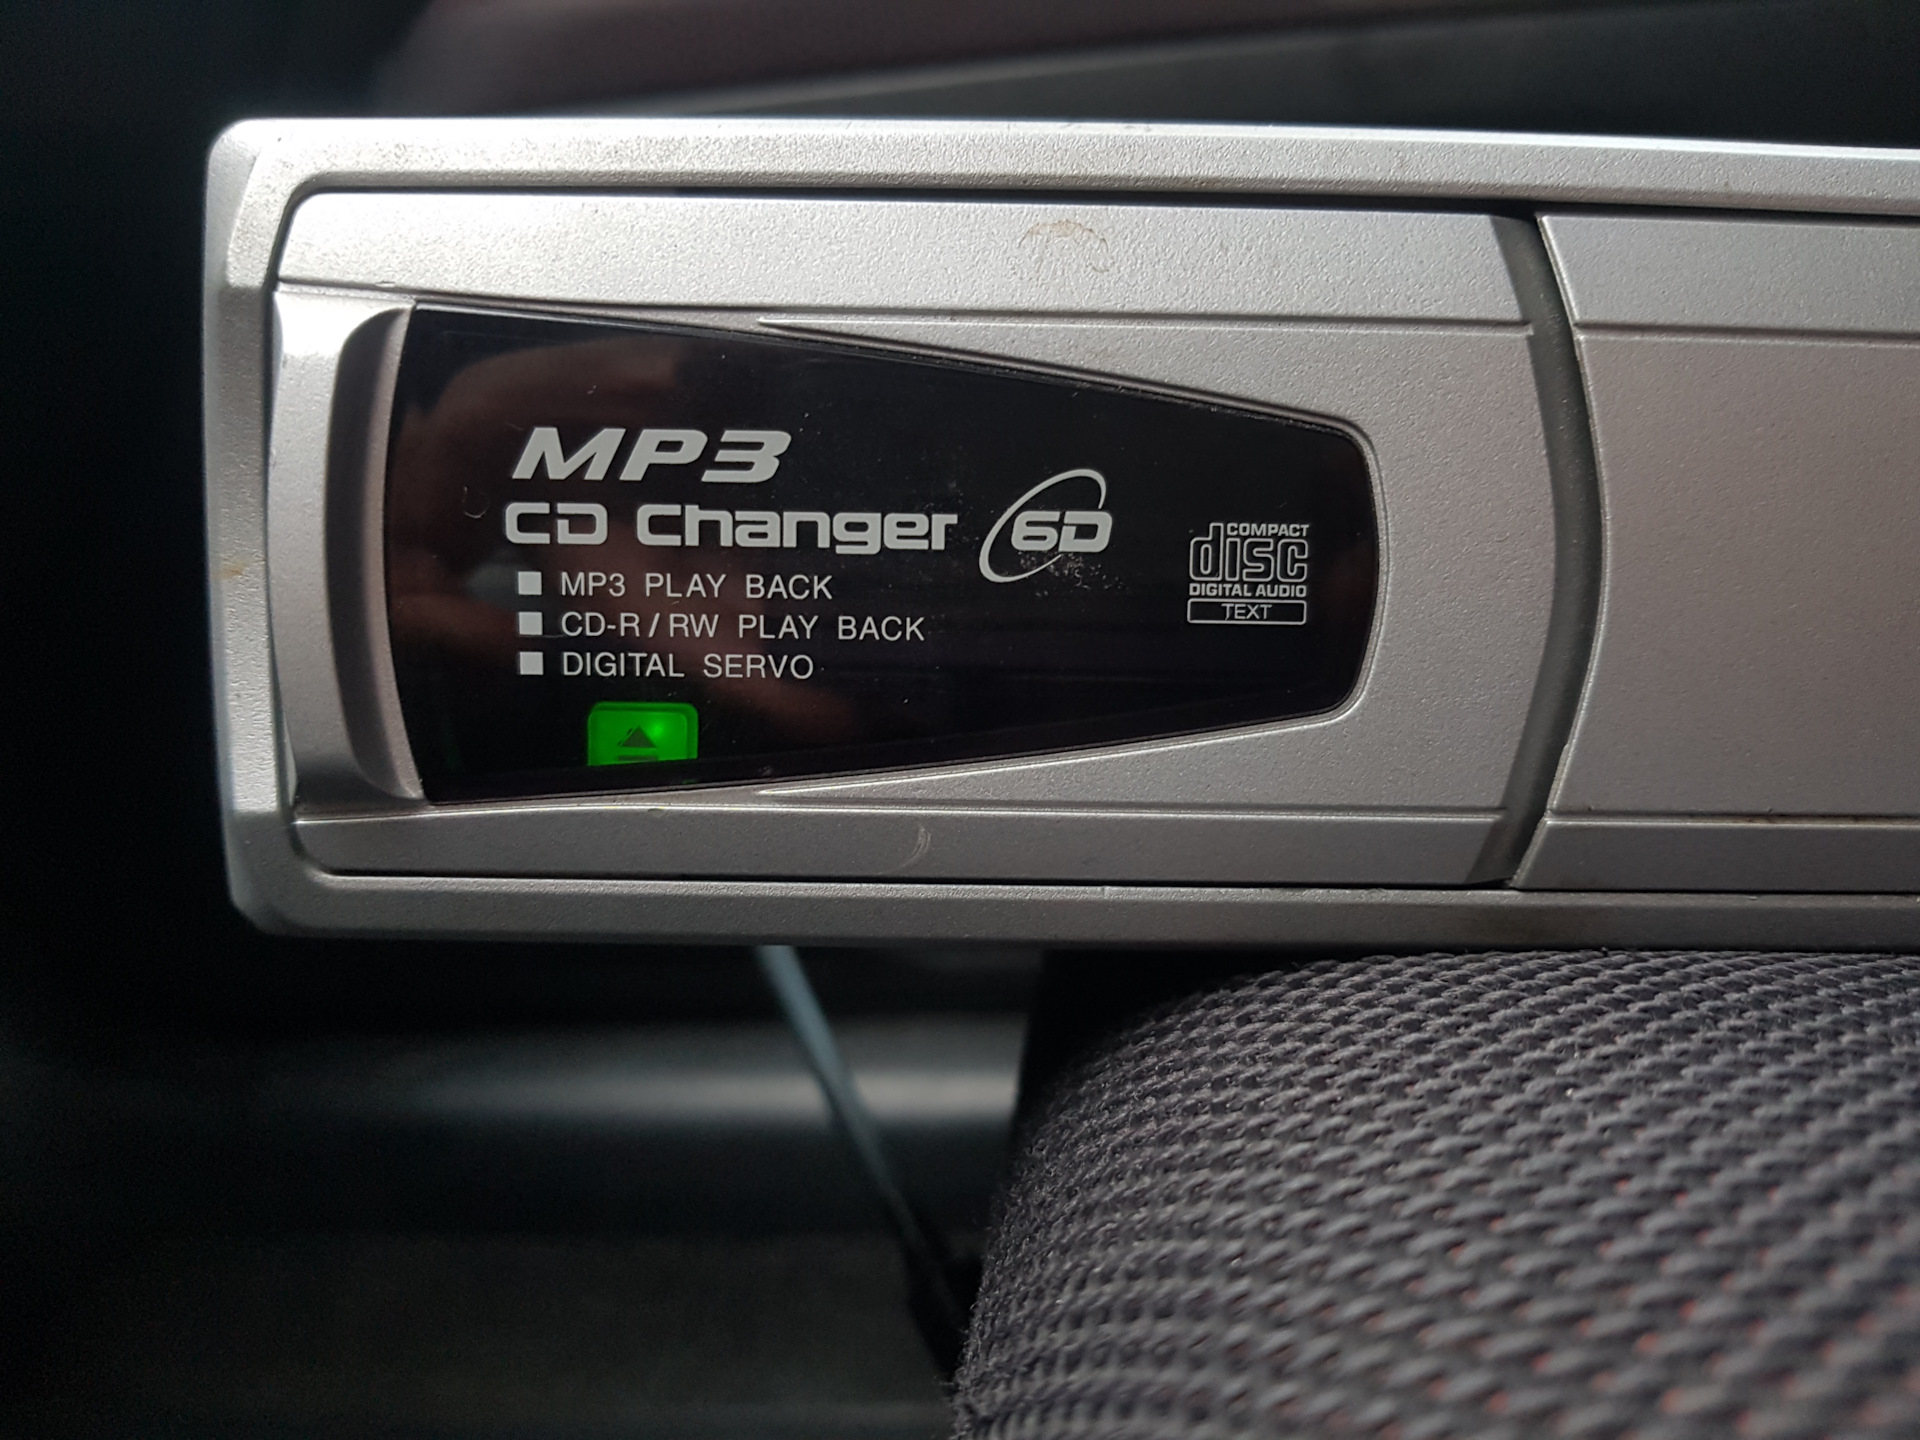 MP3
CD Changer 6D
MP3 PLAY BACK
CD-R/RW PLAY BACK
DIGITAL SERVO
COMPACT
disc
DIGITAL AUDIO
TEXT